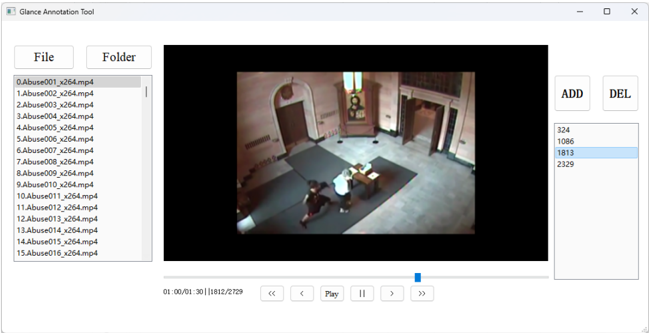 Glance Annotation Tool
File Folder
0.Abuse001_x264.mp4
1.Abuse002_x264.mp4
2.Abuse003_x264.mp4
3.Abuse004_x264.mp4
4.Abuse005_x264.mp4
5.Abuse006_x264.mp4
6.Abuse007_x264.mp4
7.Abuse008_x264.mp4
8.Abuse009_x264.mp4
9.Abuse010_x264.mp4
10.Abuse011_x264.mp4
11.Abuse012_x264.mp4
12.Abuse013_x264.mp4
13.Abuse014_x264.mp4
14.Abuse015_x264.mp4
15.Abuse016_x264.mp4
01:00/01:30||1812/2729
<< < Play || > >>
ADD DEL
324
1086
1813
2329